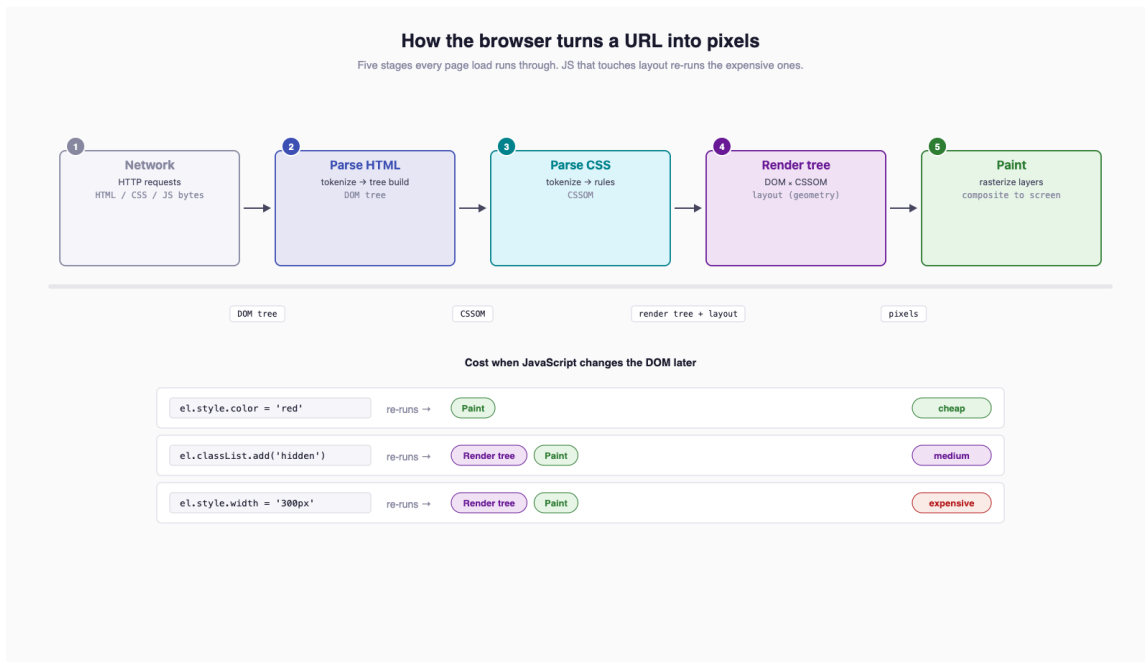 How the browser turns a URL into pixels
Five stages every page load runs through. JS that touches layout re-runs the expensive ones.
1
Network
HTTP requests
HTML / CSS / JS bytes
2
Parse HTML
tokenize → tree build
DOM tree
3
Parse CSS
tokenize → rules
CSSOM
4
Render tree
DOM × CSSOM
layout (geometry)
5
Paint
rasterize layers
composite to screen
DOM tree
CSSOM
render tree + layout
pixels
Cost when JavaScript changes the DOM later
el.style.color = 'red' re-runs → Paint cheap
el.classList.add('hidden') re-runs → Render tree Paint medium
el.style.width = '300px' re-runs → Render tree Paint expensive